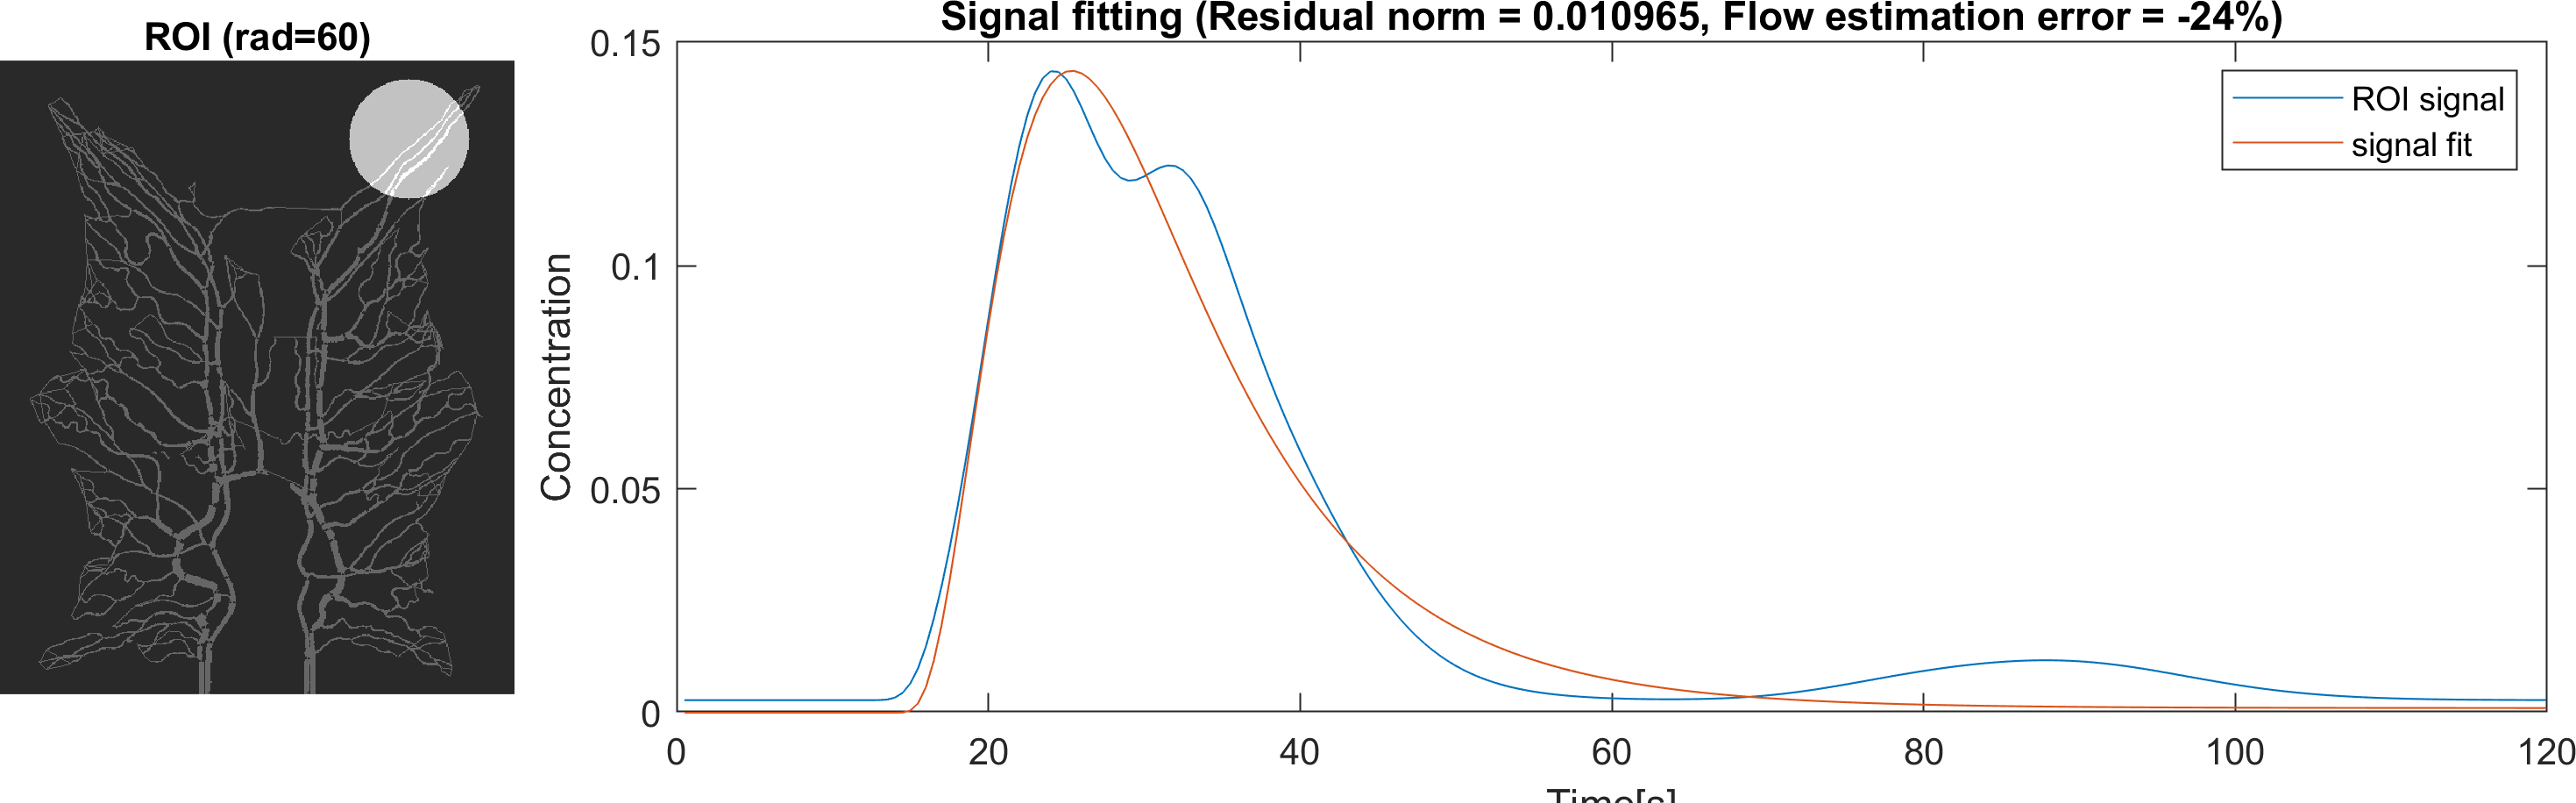 ROI (rad=60)
Signal fitting (Residual norm = 0.010965, Flow estimation error = -24%)
0.15
0.1
0.05
0
Concentration
ROI signal
signal fit
0 20 40 60 80 100 120
Time[s]